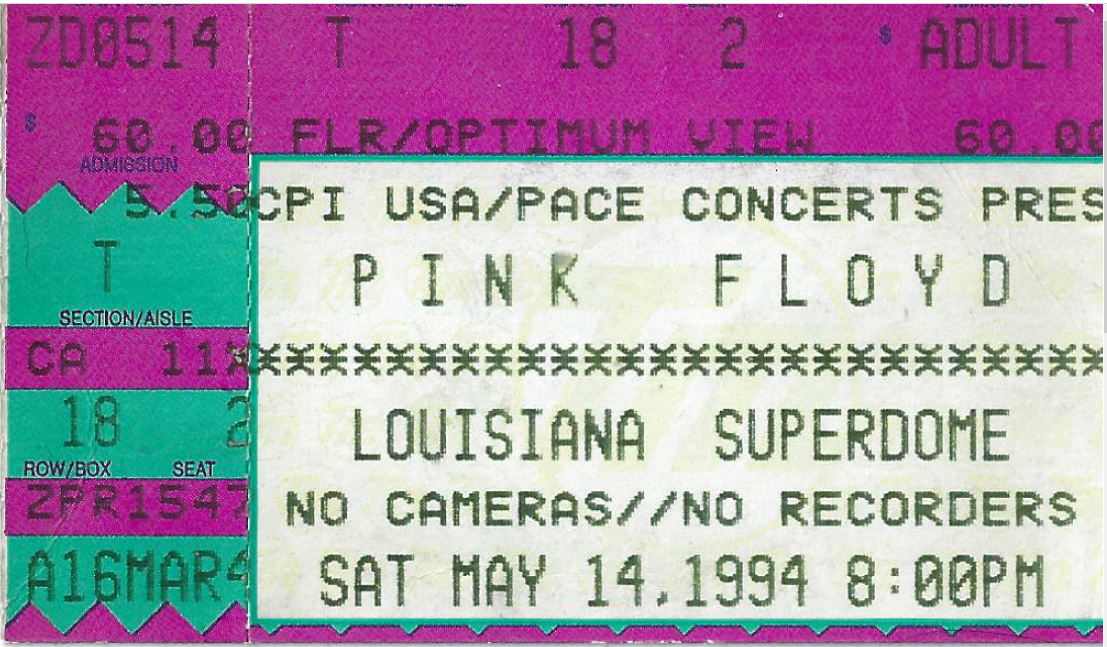 ZD0514 T 18 2 $ ADULT
$ 60.00 FLR/OPTIMUM VIEW 60.00
ADMISSION
5.50 CPI USA/PACE CONCERTS PRES
T
PINK FLOYD
SECTION/AISLE
CA 11X ***************************
18 2
LOUISIANA SUPERDOME
ROW/BOX SEAT
ZPR1547
NO CAMERAS//NO RECORDERS
A16MAR4
SAT MAY 14,1994 8:00PM